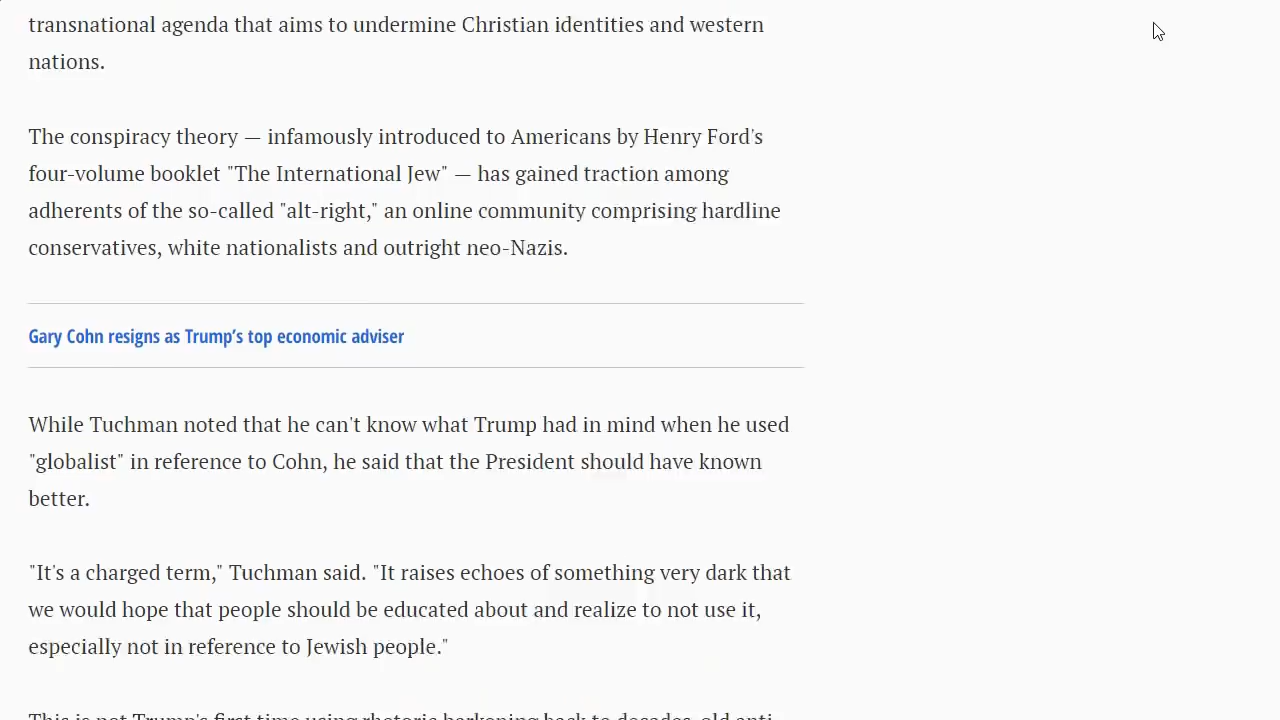 transnational agenda that aims to undermine Christian identities and western
nations.
The conspiracy theory — infamously introduced to Americans by Henry Ford's
four-volume booklet "The International Jew" — has gained traction among
adherents of the so-called "alt-right," an online community comprising hardline
conservatives, white nationalists and outright neo-Nazis.
Gary Cohn resigns as Trump’s top economic adviser
While Tuchman noted that he can't know what Trump had in mind when he used
"globalist" in reference to Cohn, he said that the President should have known
better.
"It's a charged term," Tuchman said. "It raises echoes of something very dark that
we would hope that people should be educated about and realize to not use it,
especially not in reference to Jewish people."
This is not Trump's first time using rhetoric harkening back to decades-old anti-